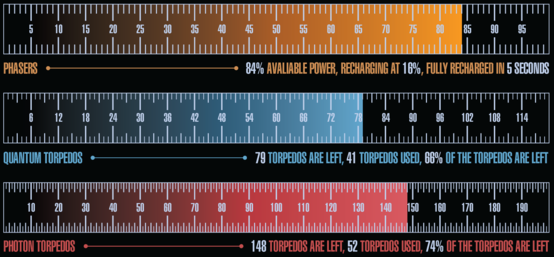 5 10 15 20 25 30 35 40 45 50 55 60 65 70 75 80 85 90 95
PHASERS 84% AVALIABLE POWER, RECHARGING AT 16%, FULLY RECHARGED IN 5 SECONDS
6 12 18 24 30 36 42 48 54 60 66 72 78 84 90 96 102 108 114
QUANTUM TORPEDOS 79 TORPEDOS ARE LEFT, 41 TORPEDOS USED, 66% OF THE TORPEDOS ARE LEFT
10 20 30 40 50 60 70 80 90 100 110 120 130 140 150 160 170 180 190
PHOTON TORPEDOS 148 TORPEDOS ARE LEFT, 52 TORPEDOS USED, 74% OF THE TORPEDOS ARE LEFT